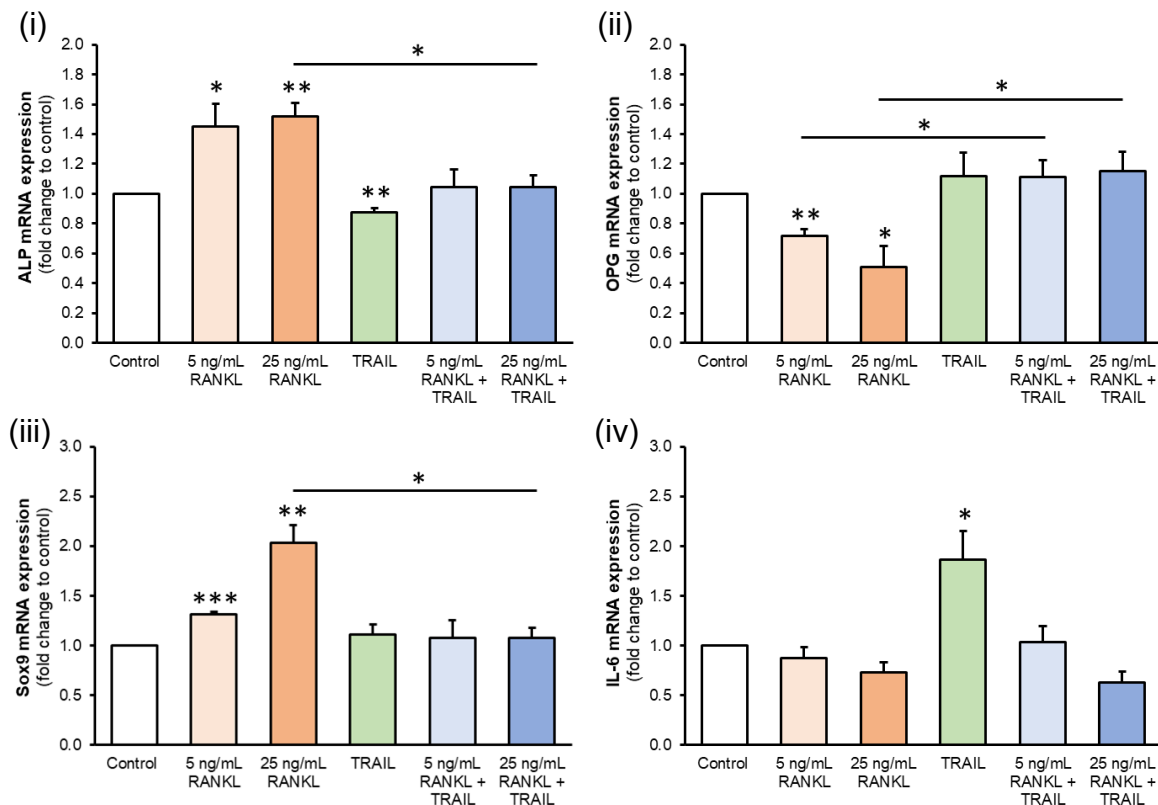 (i)
ALP mRNA expression
(fold change to control)
2.0
1.8
1.6
1.4
1.2
1.0
0.8
0.6
0.4
0.2
0.0
*
**
**
*
Control
5 ng/mL
RANKL
25 ng/mL
RANKL
TRAIL
5 ng/mL
RANKL +
TRAIL
25 ng/mL
RANKL +
TRAIL
(ii)
OPG mRNA expression
(fold change to control)
2.0
1.8
1.6
1.4
1.2
1.0
0.8
0.6
0.4
0.2
0.0
**
*
*
*
Control
5 ng/mL
RANKL
25 ng/mL
RANKL
TRAIL
5 ng/mL
RANKL +
TRAIL
25 ng/mL
RANKL +
TRAIL
(iii)
Sox9 mRNA expression
(fold change to control)
3.0
2.5
2.0
1.5
1.0
0.5
0.0
***
**
*
Control
5 ng/mL
RANKL
25 ng/mL
RANKL
TRAIL
5 ng/mL
RANKL +
TRAIL
25 ng/mL
RANKL +
TRAIL
(iv)
IL-6 mRNA expression
(fold change to control)
3.0
2.5
2.0
1.5
1.0
0.5
0.0
*
Control
5 ng/mL
RANKL
25 ng/mL
RANKL
TRAIL
5 ng/mL
RANKL +
TRAIL
25 ng/mL
RANKL +
TRAIL